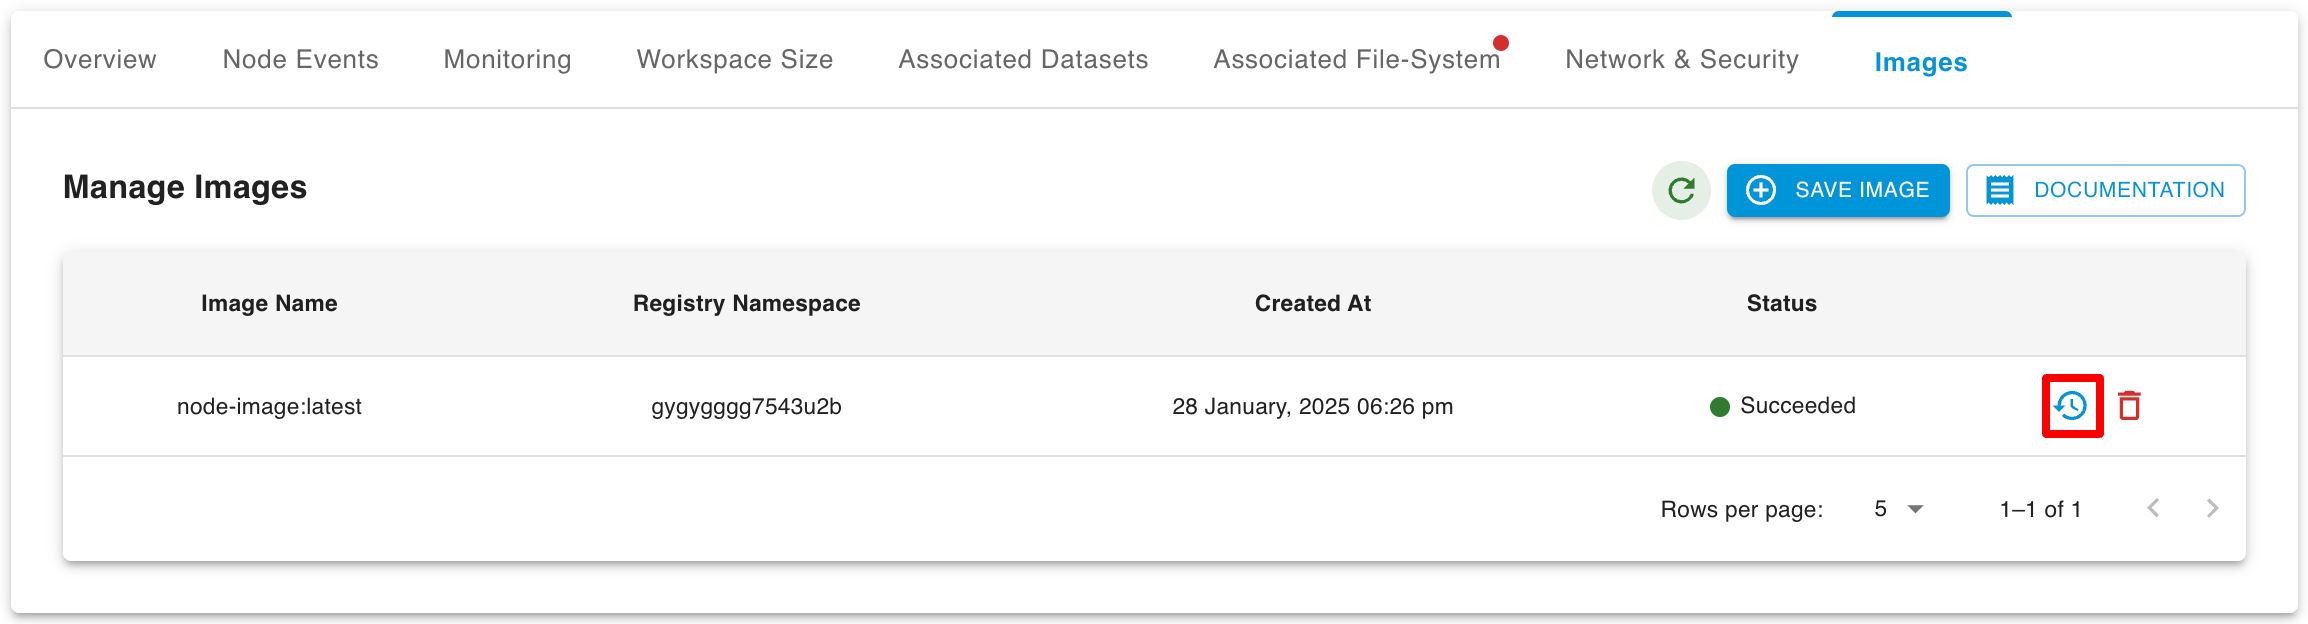 Overview Node Events Monitoring Workspace Size Associated Datasets Associated File-System Network & Security Images
Manage Images
SAVE IMAGE DOCUMENTATION
Image Name Registry Namespace Created At Status
node-image:latest gygygggg7543u2b 28 January, 2025 06:26 pm Succeeded
Rows per page: 5 1–1 of 1